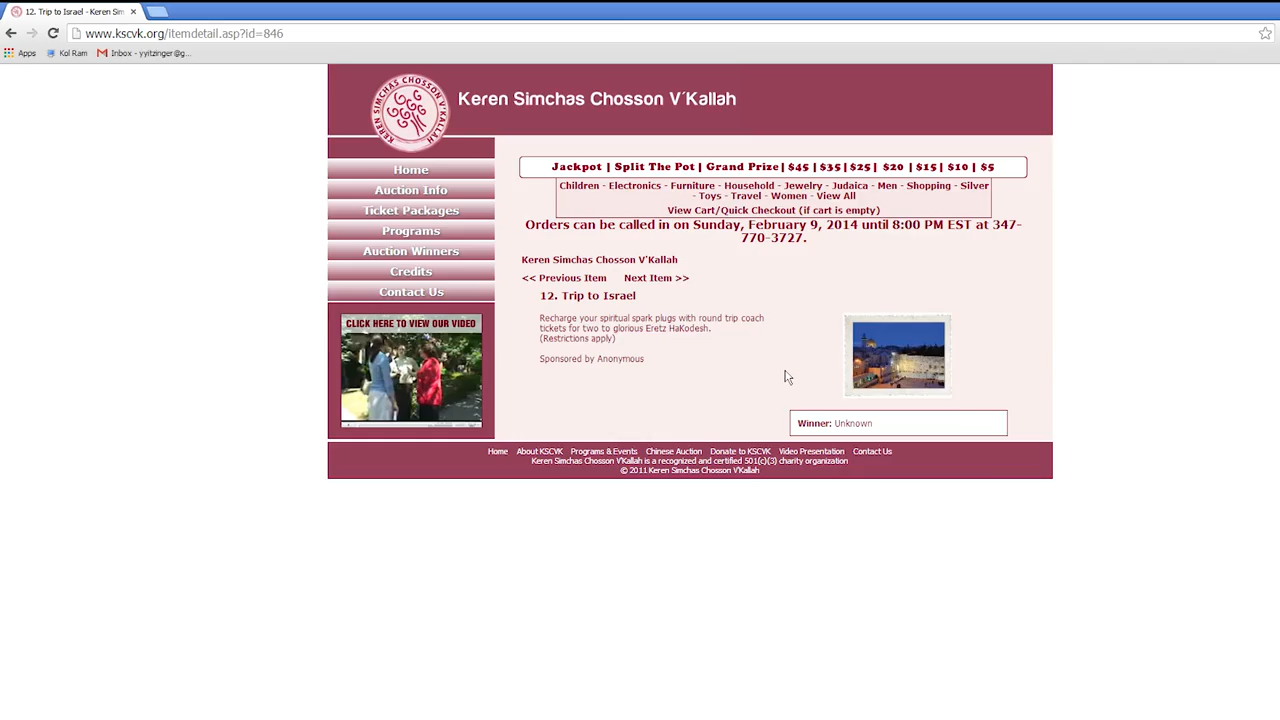 12. Trip to Israel - Keren Sim
www.kscvk.org/itemdetail.asp?id=846
Apps Kol Ram Inbox - yyitzinger@g...
KEREN SIMCHAS CHOSSON V'KALLAH
Keren Simchas Chosson V´Kallah
Home
Auction Info
Ticket Packages
Programs
Auction Winners
Credits
Contact Us
CLICK HERE TO VIEW OUR VIDEO
Jackpot | Split The Pot | Grand Prize| $45 | $35 | $25 | $20 | $15 | $10 | $5
Children - Electronics - Furniture - Household - Jewelry - Judaica - Men - Shopping - Silver
- Toys - Travel - Women - View All
View Cart/Quick Checkout (if cart is empty)
Orders can be called in on Sunday, February 9, 2014 until 8:00 PM EST at 347-
770-3727.
Keren Simchas Chosson V'Kallah
<< Previous Item Next Item >>
12. Trip to Israel
Recharge your spiritual spark plugs with round trip coach
tickets for two to glorious Eretz HaKodesh.
(Restrictions apply)
Sponsored by Anonymous
Winner: Unknown
Home About KSCVK Programs & Events Chinese Auction Donate to KSCVK Video Presentation Contact Us
Keren Simchas Chosson V'Kallah is a recognized and certified 501(c)(3) charity organization
© 2011 Keren Simchas Chosson V'Kallah